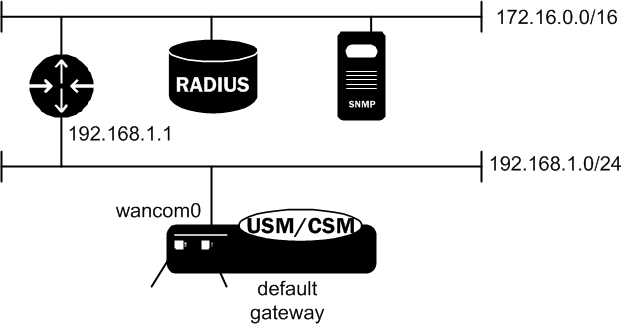 172.16.0.0/16
RADIUS
SNMP
192.168.1.1
192.168.1.0/24
wancom0
USM/CSM
default
gateway